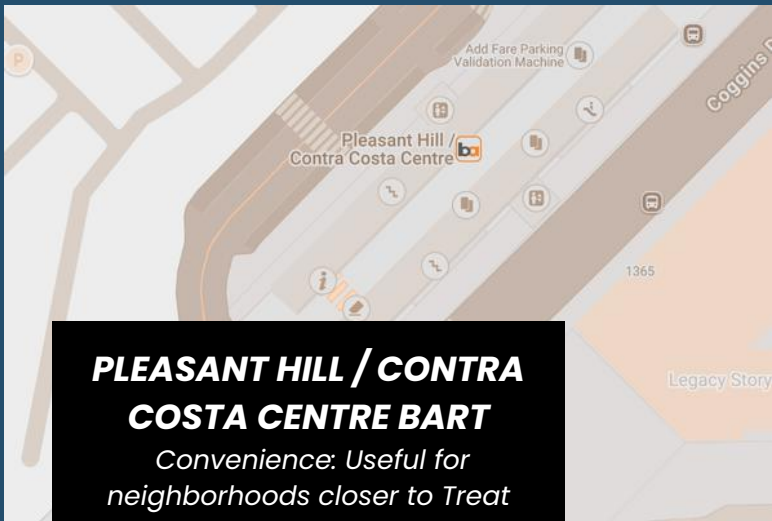 P
Add Fare Parking
Validation Machine
Coggins D
Pleasant Hill /
Contra Costa Centre
ba
1365
Legacy Story
PLEASANT HILL / CONTRA
COSTA CENTRE BART
Convenience: Useful for
neighborhoods closer to Treat